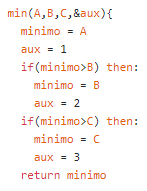 min(A,B,C,&aux){
  minimo = A
  aux = 1
  if(minimo>B) then:
    minimo = B
    aux = 2
  if(minimo>C) then:
    minimo = C
    aux = 3
  return minimo